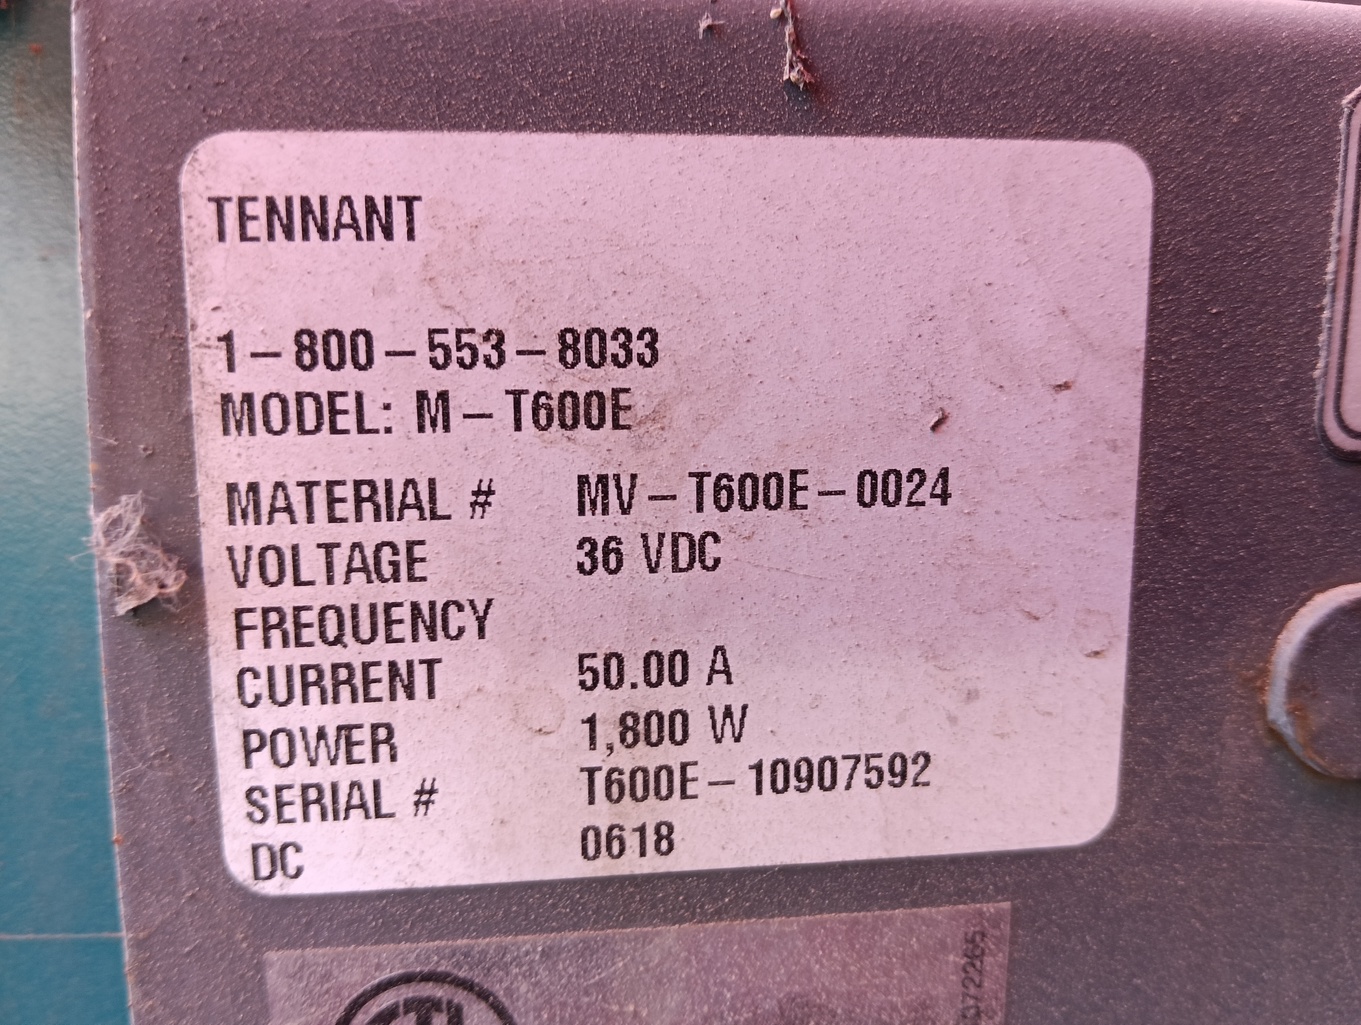 TENNANT
1-800-553-8033
MODEL: M-T600E
MATERIAL # MV-T600E-0024
VOLTAGE 36 VDC
FREQUENCY
CURRENT 50.00 A
POWER 1,800 W
SERIAL # T600E-10907592
DC 0618